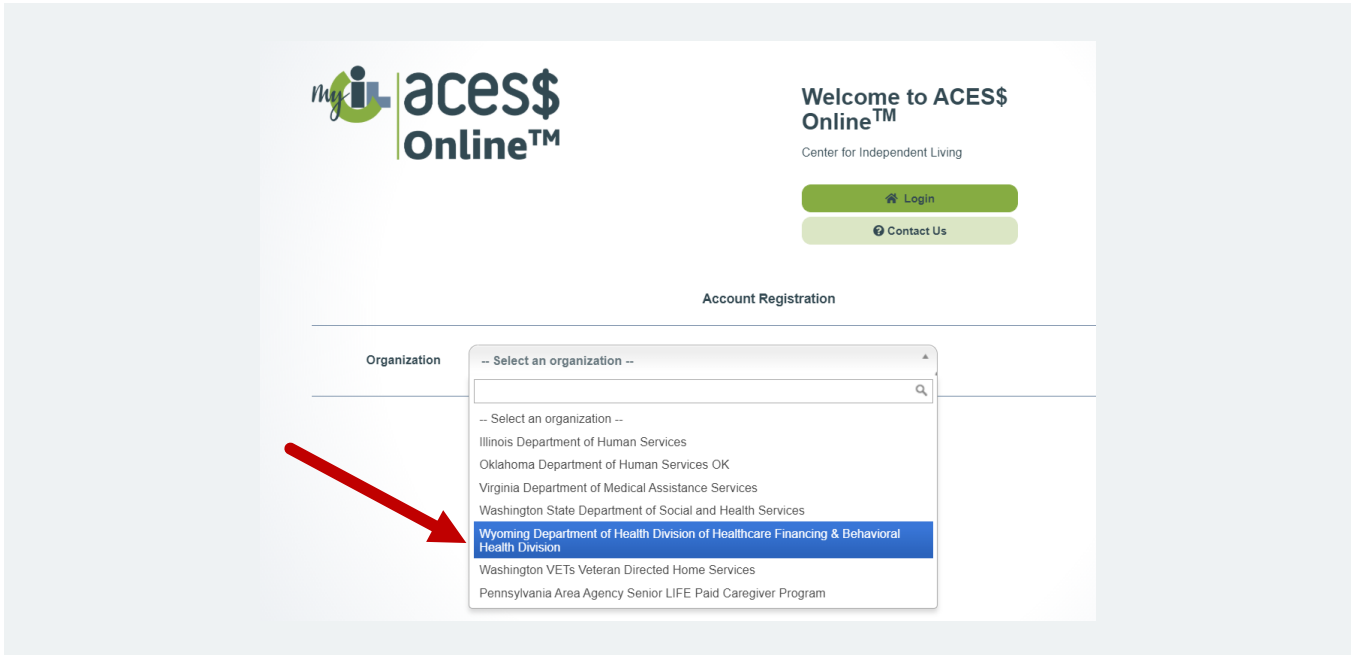 my CiL aces$
Online™
Welcome to ACES$
Online™
Center for Independent Living
Login
Contact Us
Account Registration
Organization
-- Select an organization --
-- Select an organization --
Illinois Department of Human Services
Oklahoma Department of Human Services OK
Virginia Department of Medical Assistance Services
Washington State Department of Social and Health Services
Wyoming Department of Health Division of Healthcare Financing & Behavioral
Health Division
Washington VETs Veteran Directed Home Services
Pennsylvania Area Agency Senior LIFE Paid Caregiver Program